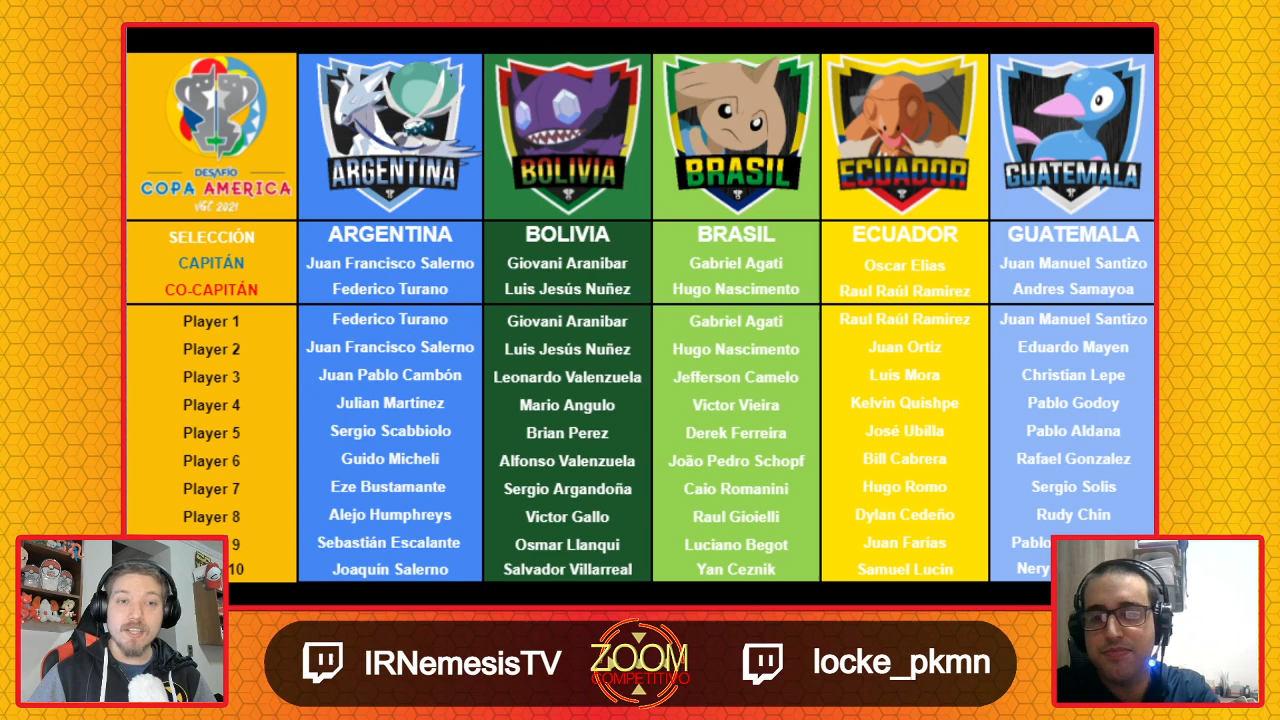 DESAFÍO
COPA AMERICA
VGC 2021
ARGENTINA
BOLIVIA
BRASIL
ECUADOR
GUATEMALA
SELECCIÓN ARGENTINA BOLIVIA BRASIL ECUADOR GUATEMALA
CAPITÁN Juan Francisco Salerno Giovani Aranibar Gabriel Agati Oscar Elias Juan Manuel Santizo
CO-CAPITÁN Federico Turano Luis Jesús Nuñez Hugo Nascimento Raul Raúl Ramirez Andres Samayoa
Player 1 Federico Turano Giovani Aranibar Gabriel Agati Raul Raúl Ramirez Juan Manuel Santizo
Player 2 Juan Francisco Salerno Luis Jesús Nuñez Hugo Nascimento Juan Ortiz Eduardo Mayen
Player 3 Juan Pablo Cambón Leonardo Valenzuela Jefferson Camelo Luis Mora Christian Lepe
Player 4 Julian Martínez Mario Angulo Victor Vieira Kelvin Quishpe Pablo Godoy
Player 5 Sergio Scabbiolo Brian Perez Derek Ferreira José Ubilla Pablo Aldana
Player 6 Guido Micheli Alfonso Valenzuela João Pedro Schopf Bill Cabrera Rafael Gonzalez
Player 7 Eze Bustamante Sergio Argandoña Caio Romanini Hugo Romo Sergio Solis
Player 8 Alejo Humphreys Victor Gallo Raul Gioielli Dylan Cedeño Rudy Chin
9 Sebastián Escalante Osmar Llanqui Luciano Begot Juan Farías Pablo
10 Joaquín Salerno Salvador Villarreal Yan Ceznik Samuel Lucin Nery
IRNemesisTV
ZOOM
COMPETITIVO
locke_pkmn